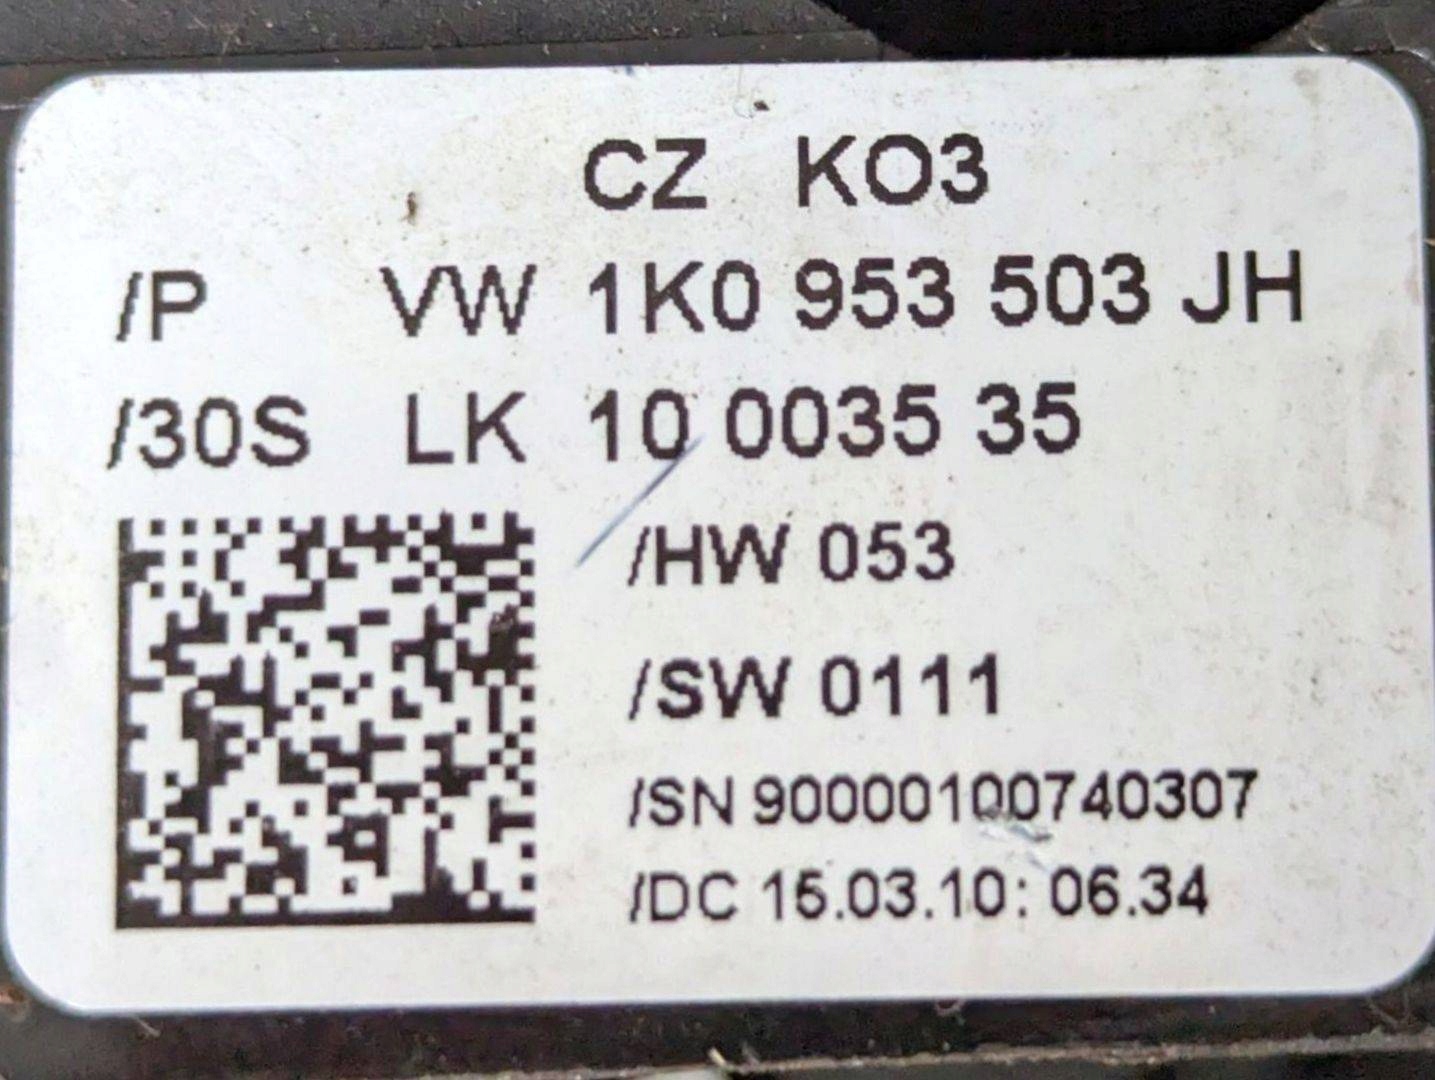 CZ KO3
/P VW 1K0 953 503 JH
/30S LK 10 0035 35
/HW 053
/SW 0111
/SN 90000100740307
/DC 15.03.10: 06.34